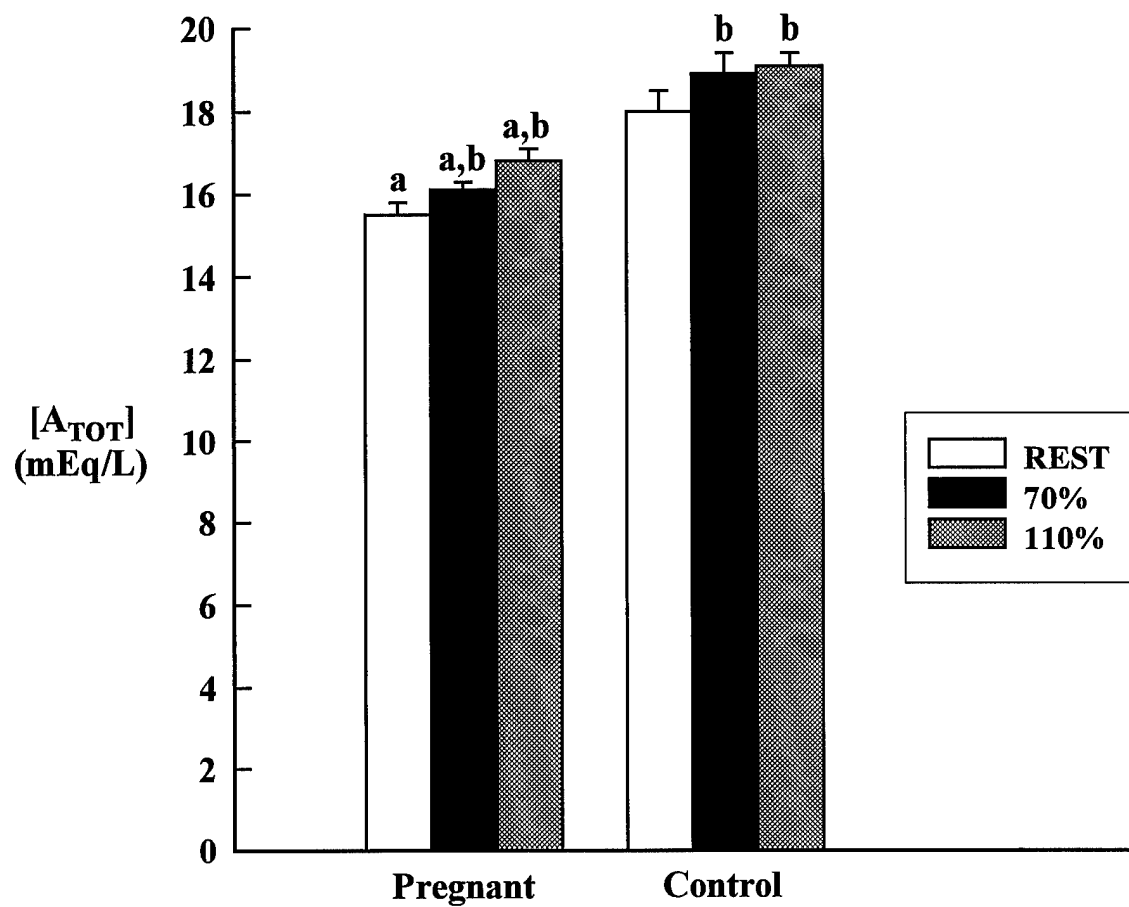 20
18
16
14
12
10
8
6
4
2
0
[A_TOT]
(mEq/L)
a
a,b
a,b
b
b
Pregnant
Control
REST
70%
110%